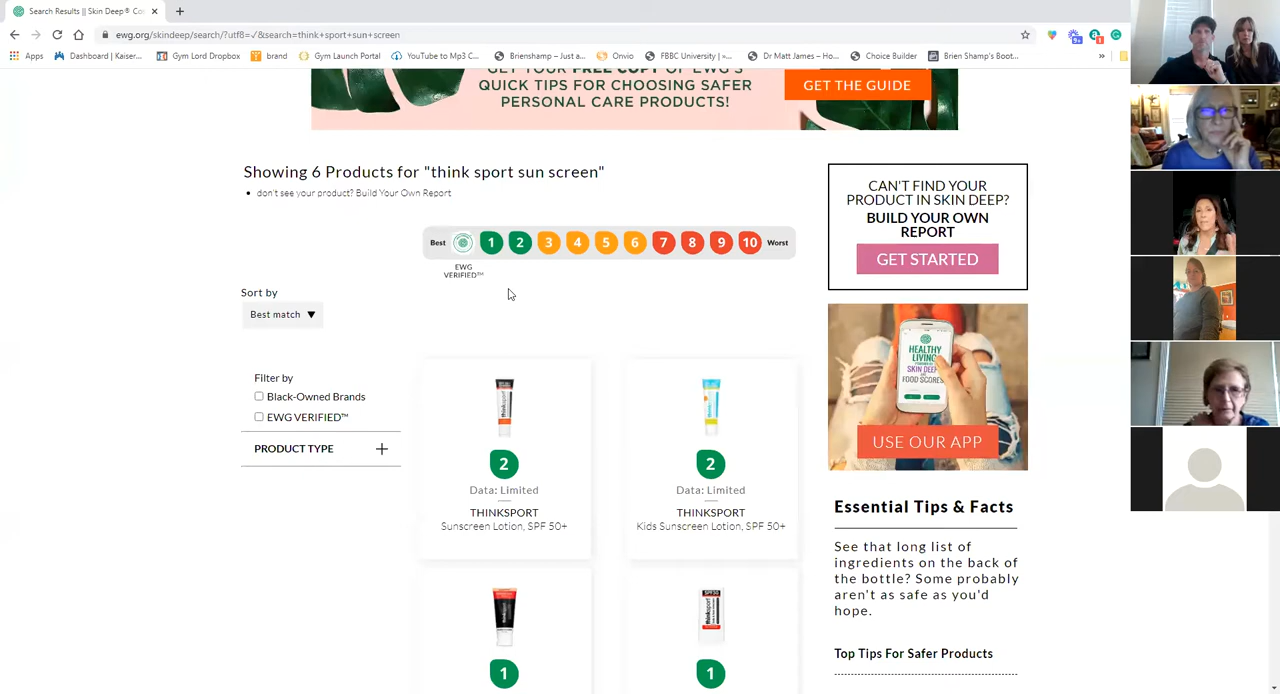 Search Results || Skin Deep® Co
ewg.org/skindeep/search/?utf8=✓&search=think+sport+sun+screen
Apps
Dashboard | Kaiser...
Gym Lord Dropbox
brand
Gym Launch Portal
YouTube to Mp3 C...
Brienshamp – Just a...
Onvio
FBBC University | »...
Dr Matt James – Ho...
Choice Builder
Brien Shamp's Boot...
»
GET YOUR FREE COPY OF EWG'S
QUICK TIPS FOR CHOOSING SAFER
PERSONAL CARE PRODUCTS!
GET THE GUIDE
Showing 6 Products for "think sport sun screen"
don't see your product? Build Your Own Report
Best 1 2 3 4 5 6 7 8 9 10 Worst
EWG
VERIFIED™
Sort by
Best match ▼
Filter by
Black-Owned Brands
EWG VERIFIED™
PRODUCT TYPE +
thinksport
2
Data: Limited
THINKSPORT
Sunscreen Lotion, SPF 50+
2
Data: Limited
THINKSPORT
Kids Sunscreen Lotion, SPF 50+
thinksport
1
thinksport
1
CAN'T FIND YOUR
PRODUCT IN SKIN DEEP?
BUILD YOUR OWN
REPORT
GET STARTED
HEALTHY
LIVING
SKIN DEEP
FOOD SCORES
USE OUR APP
Essential Tips & Facts
See that long list of
ingredients on the back of
the bottle? Some probably
aren't as safe as you'd
hope.
Top Tips For Safer Products